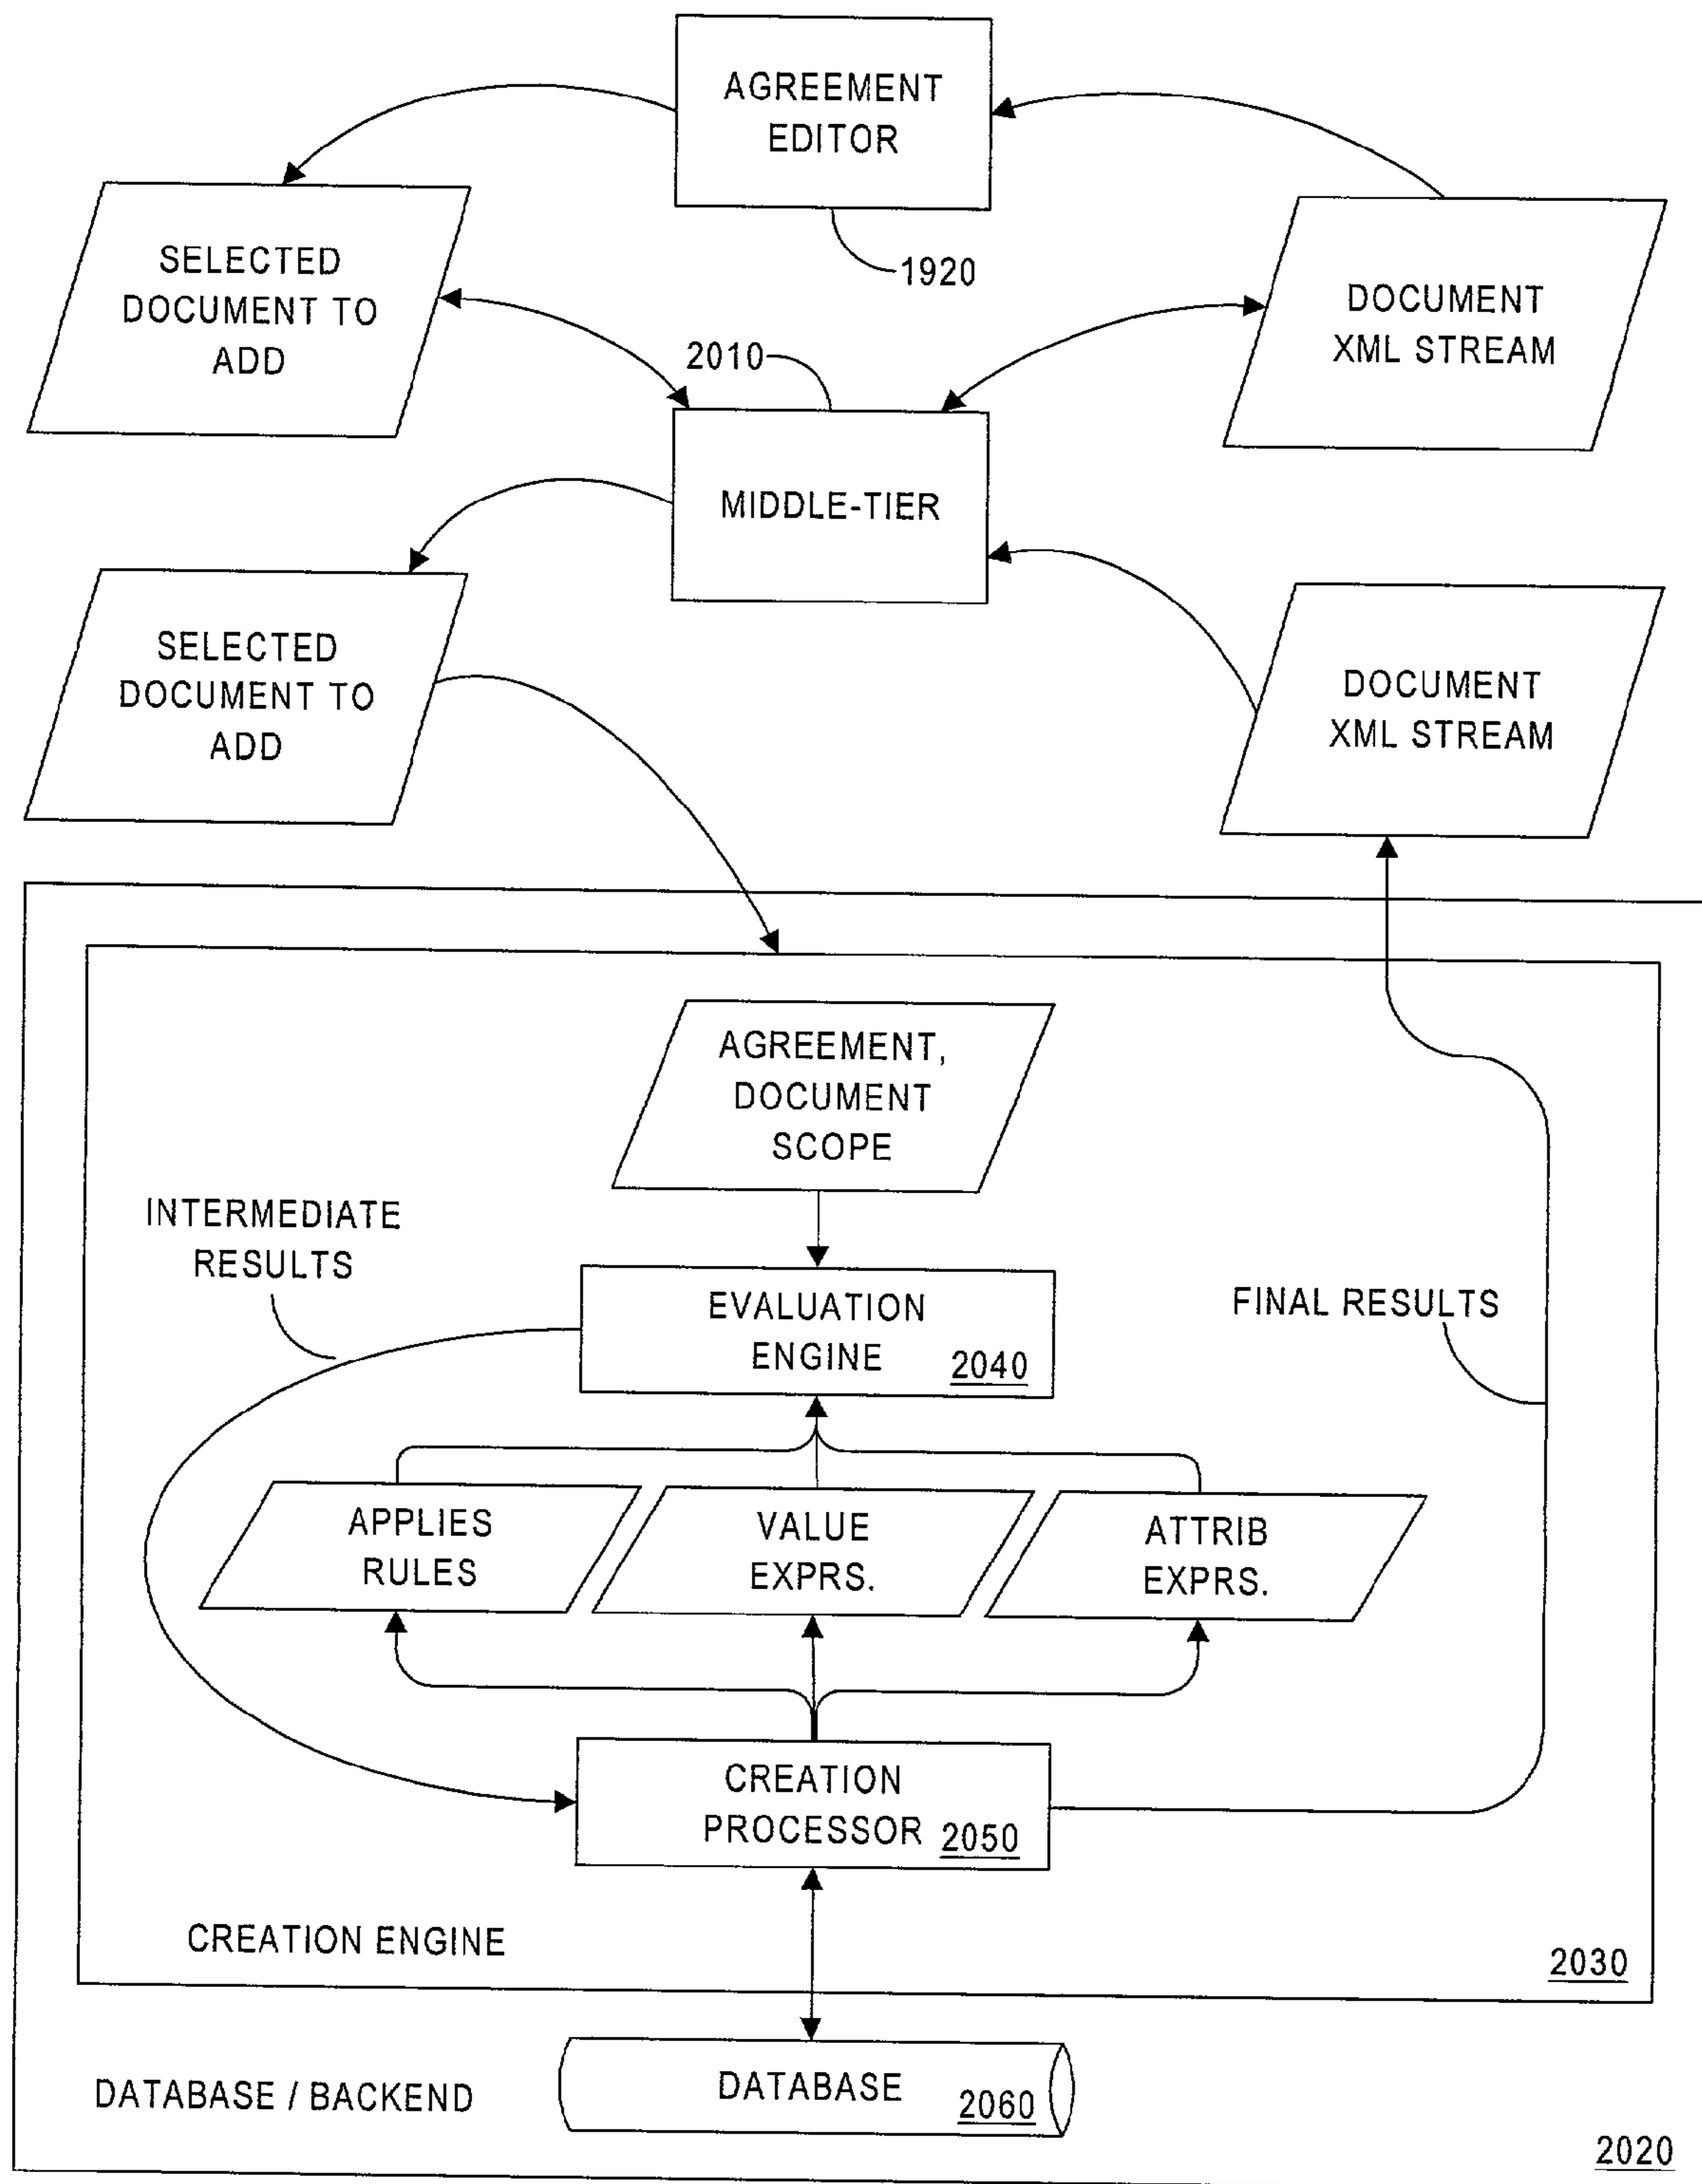 AGREEMENT
EDITOR
1920
SELECTED
DOCUMENT TO
ADD
DOCUMENT
XML STREAM
2010
MIDDLE-TIER
SELECTED
DOCUMENT TO
ADD
DOCUMENT
XML STREAM
AGREEMENT,
DOCUMENT
SCOPE
INTERMEDIATE
RESULTS
EVALUATION
ENGINE 2040
FINAL RESULTS
APPLIES
RULES
VALUE
EXPRS.
ATTRIB
EXPRS.
CREATION
PROCESSOR 2050
CREATION ENGINE
2030
DATABASE / BACKEND
DATABASE 2060
2020